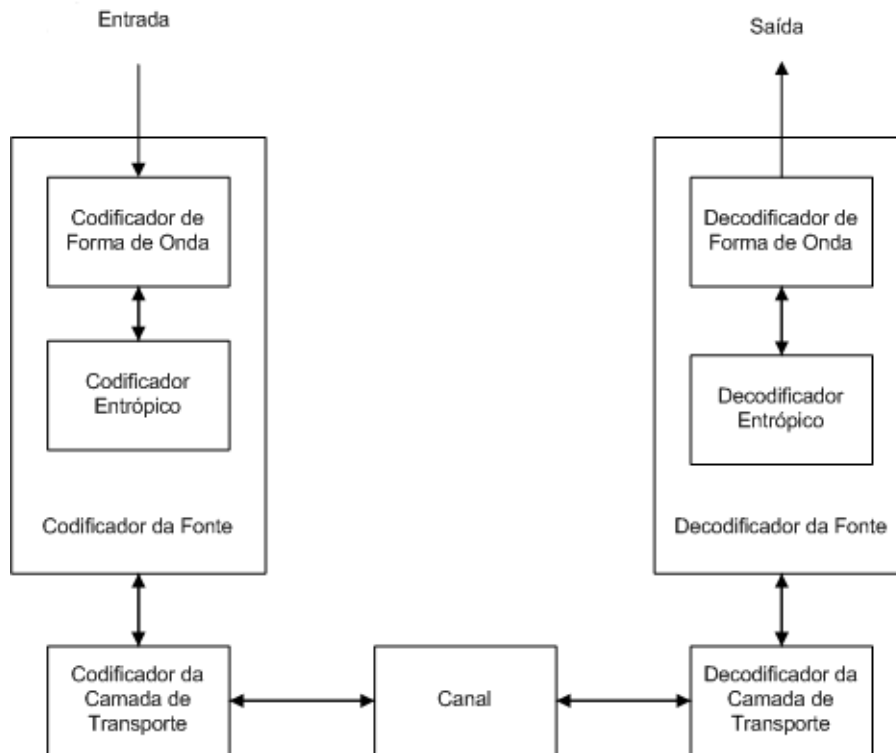 Entrada
Saída
Codificador de
Forma de Onda
Decodificador de
Forma de Onda
Codificador
Entrópico
Decodificador
Entrópico
Codificador da Fonte
Decodificador da Fonte
Codificador da
Camada de
Transporte
Canal
Decodificador da
Camada de
Transporte